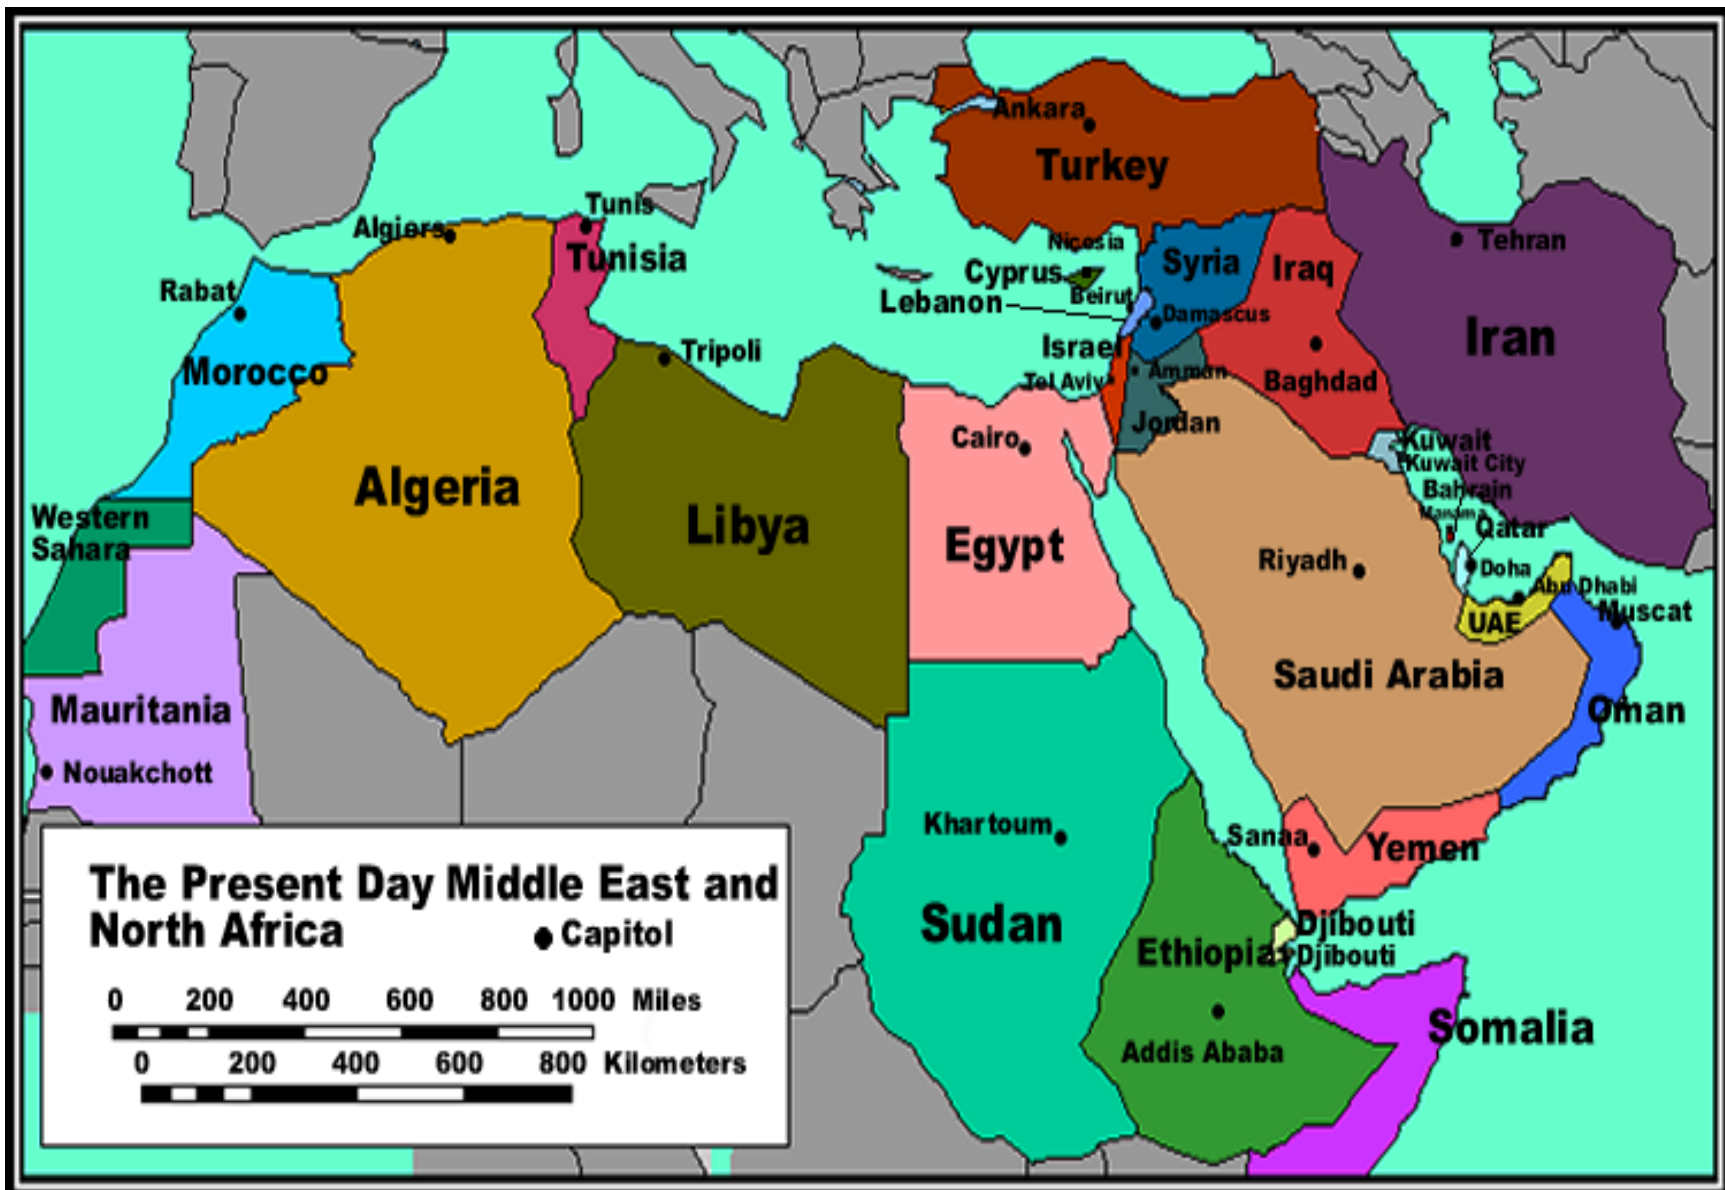 Ankara
Turkey
Tunis
Algiers
Tunisia
Nicosia
Tehran
Cyprus
Syria
Iraq
Rabat
Beirut
Lebanon
Damascus
Iran
Israel
Tripoli
Morocco
Tel Aviv
Amman
Baghdad
Jordan
Cairo
Kuwait
Kuwait City
Algeria
Bahrain
Manama
Western
Sahara
Libya
Qatar
Egypt
Riyadh
Doha
Abu Dhabi
Muscat
UAE
Saudi Arabia
Mauritania
Oman
Nouakchott
Khartoum
Sanaa
Yemen
Sudan
Djibouti
Ethiopia
Djibouti
Somalia
Addis Ababa
The Present Day Middle East and
North Africa
Capitol
0 200 400 600 800 1000 Miles
0 200 400 600 800 Kilometers